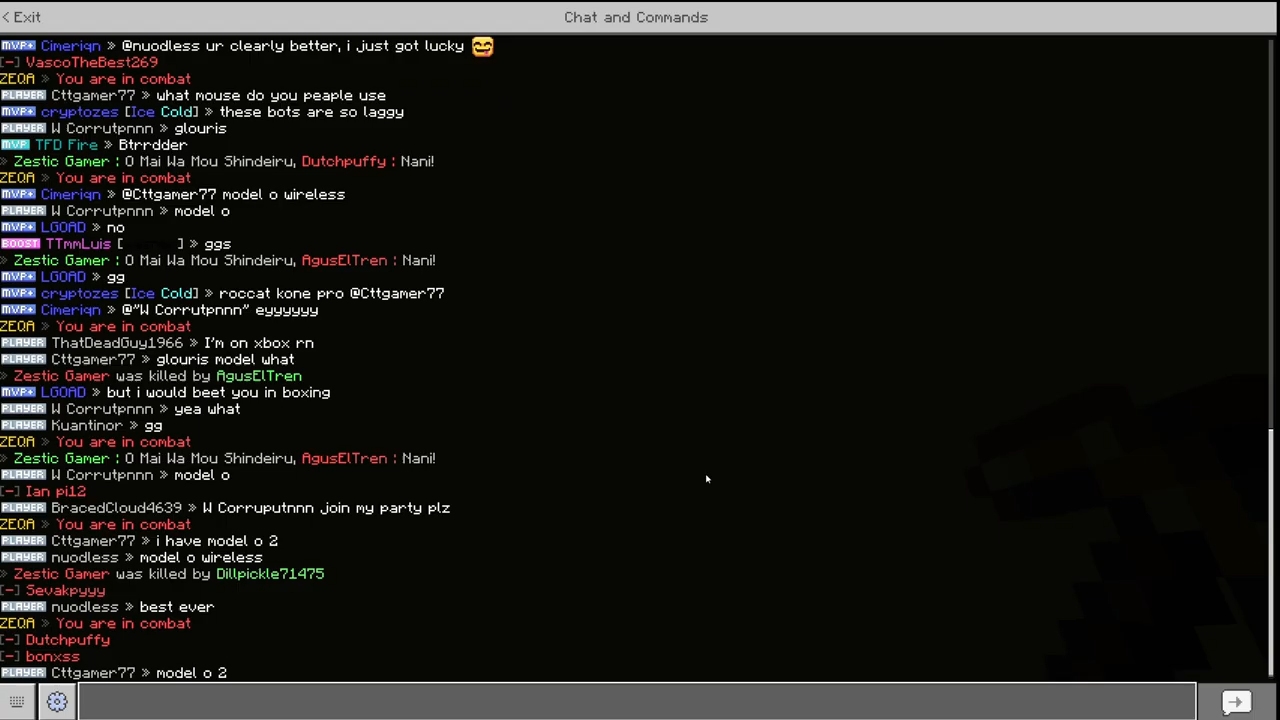 < Exit
Chat and Commands
MVP+ Cimeriqn » @nuodless ur clearly better, i just got lucky 😋
[-] VascoTheBest269
ZEQA » You are in combat
PLAYER Cttgamer77 » what mouse do you peaple use
MVP+ cryptozes [Ice Cold] » these bots are so laggy
PLAYER W Corrutpnnn » glouris
MVP TFD Fire » Btrrdder
» Zestic Gamer : O Mai Wa Mou Shindeiru, Dutchpuffy : Nani!
ZEQA » You are in combat
MVP+ Cimeriqn » @Cttgamer77 model o wireless
PLAYER W Corrutpnnn » model o
MVP+ LGOAD » no
BOOST TTmmLuis [ ] » ggs
» Zestic Gamer : O Mai Wa Mou Shindeiru, AgusElTren : Nani!
MVP+ LGOAD » gg
MVP+ cryptozes [Ice Cold] » roccat kone pro @Cttgamer77
MVP+ Cimeriqn » @"W Corrutpnnn" eyyyyyy
ZEQA » You are in combat
PLAYER ThatDeadGuy1966 » I'm on xbox rn
PLAYER Cttgamer77 » glouris model what
» Zestic Gamer was killed by AgusElTren
MVP+ LGOAD » but i would beet you in boxing
PLAYER W Corrutpnnn » yea what
PLAYER Kuantinor » gg
ZEQA » You are in combat
» Zestic Gamer : O Mai Wa Mou Shindeiru, AgusElTren : Nani!
PLAYER W Corrutpnnn » model o
[-] Ian pi12
PLAYER BracedCloud4639 » W Corruputnnn join my party plz
ZEQA » You are in combat
PLAYER Cttgamer77 » i have model o 2
PLAYER nuodless » model o wireless
» Zestic Gamer was killed by Dillpickle71475
[-] Sevakpyyy
PLAYER nuodless » best ever
ZEQA » You are in combat
[-] Dutchpuffy
[-] bonxss
PLAYER Cttgamer77 » model o 2